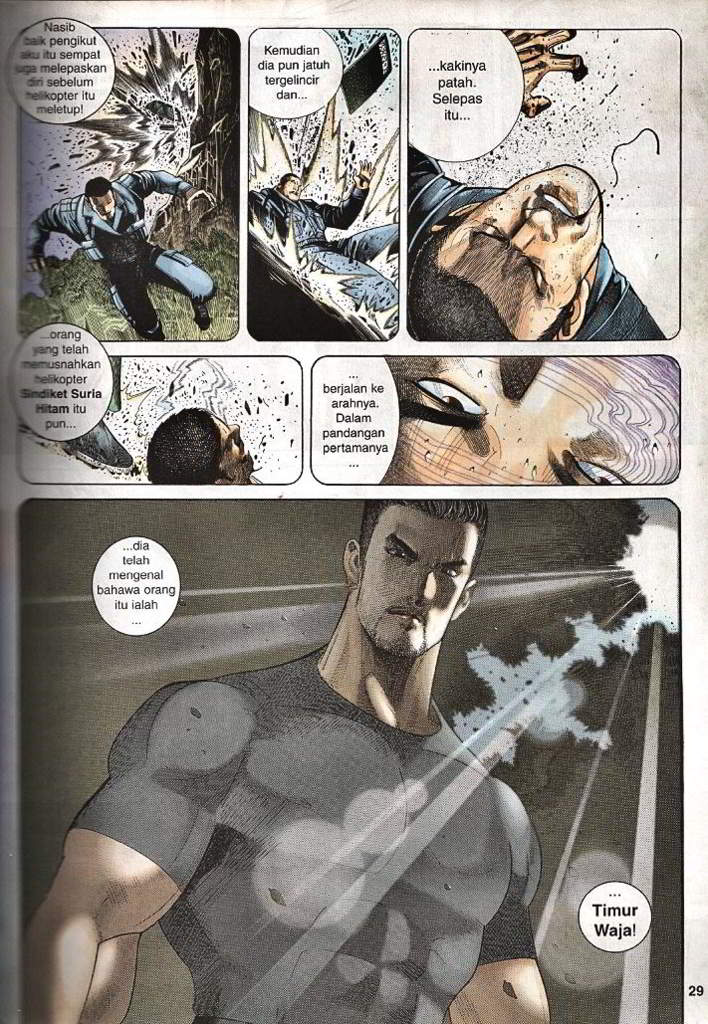 Nasib
baik pengikut
aku itu sempat
juga melepaskan
diri sebelum
helikopter itu
meletup!
Kemudian
dia pun jatuh
tergelincir
dan...
...kakinya
patah.
Selepas
itu...
...orang
yang telah
memusnahkan
helikopter
Sindiket Suria
Hitam itu
pun...
...
berjalan ke
arahnya.
Dalam
pandangan
pertamanya
...
...dia
telah
mengenal
bahawa orang
itu ialah
...
...
Timur
Waja!
29